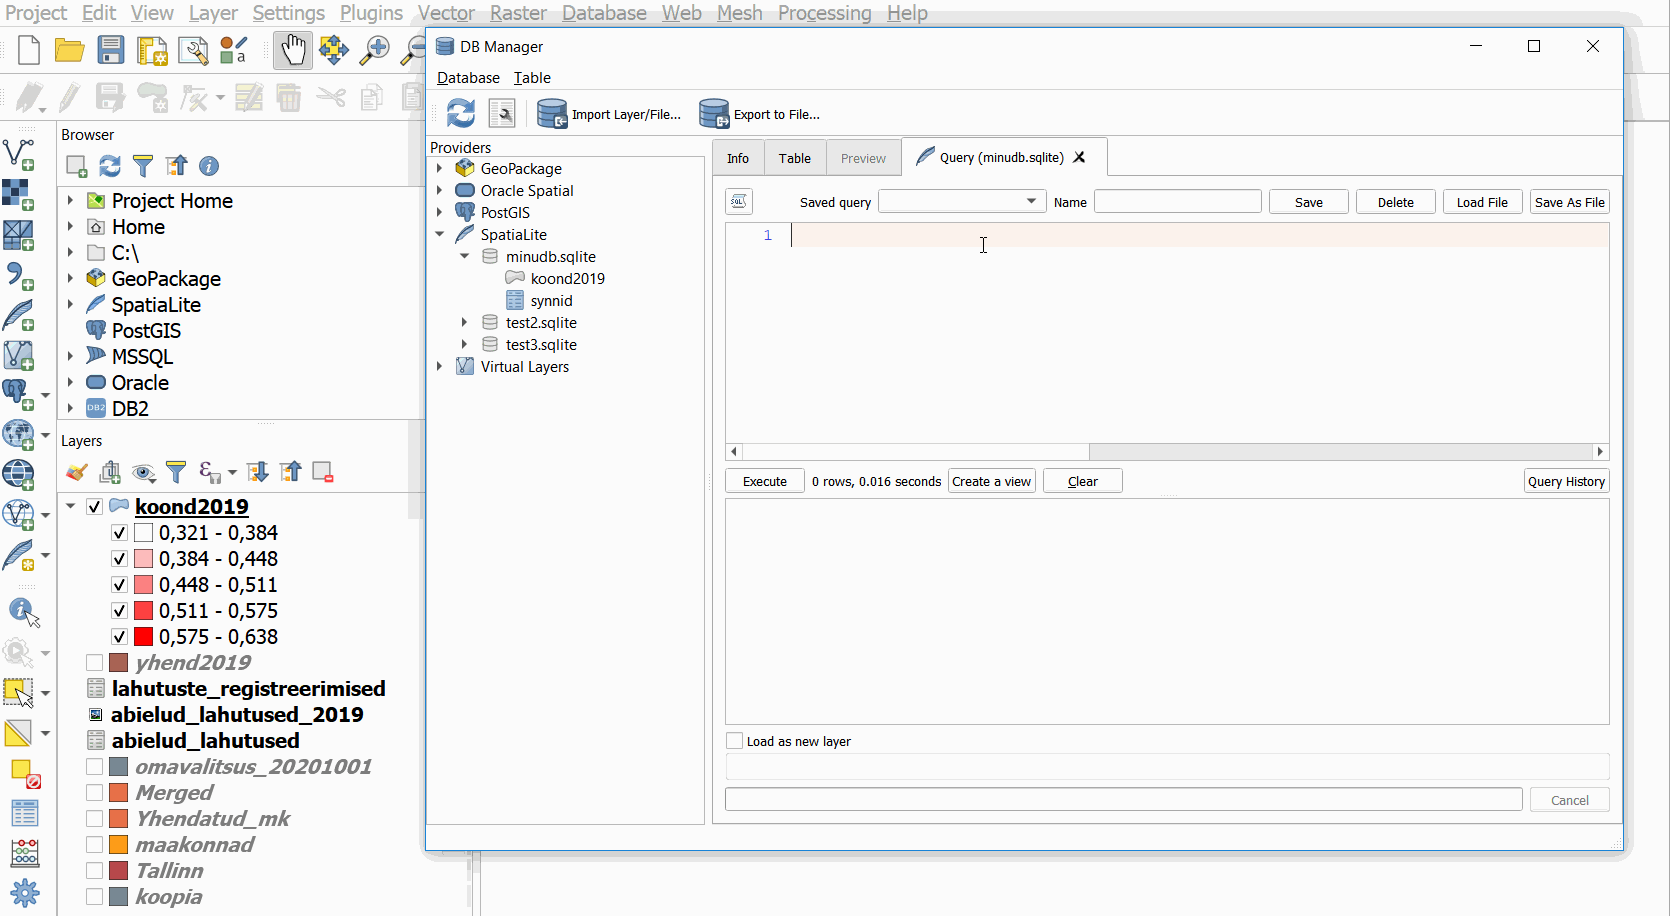 Project Edit View Layer Settings Plugins Vector Raster Database Web Mesh Processing Help
DB Manager
Database Table
Import Layer/File... Export to File...
Browser
Project Home
Home
C:\
GeoPackage
SpatiaLite
PostGIS
MSSQL
Oracle
DB2
Layers
koond2019
0,321 - 0,384
0,384 - 0,448
0,448 - 0,511
0,511 - 0,575
0,575 - 0,638
yhend2019
lahutuste_registreerimised
abielud_lahutused_2019
abielud_lahutused
omavalitsus_20201001
Merged
Yhendatud_mk
maakonnad
Tallinn
koopia
Providers
GeoPackage
Oracle Spatial
PostGIS
SpatiaLite
minudb.sqlite
koond2019
synnid
test2.sqlite
test3.sqlite
Virtual Layers
Info Table Preview Query (minudb.sqlite)
SQL Saved query Name Save Delete Load File Save As File
1
Execute 0 rows, 0.016 seconds Create a view Clear Query History
Load as new layer
Cancel